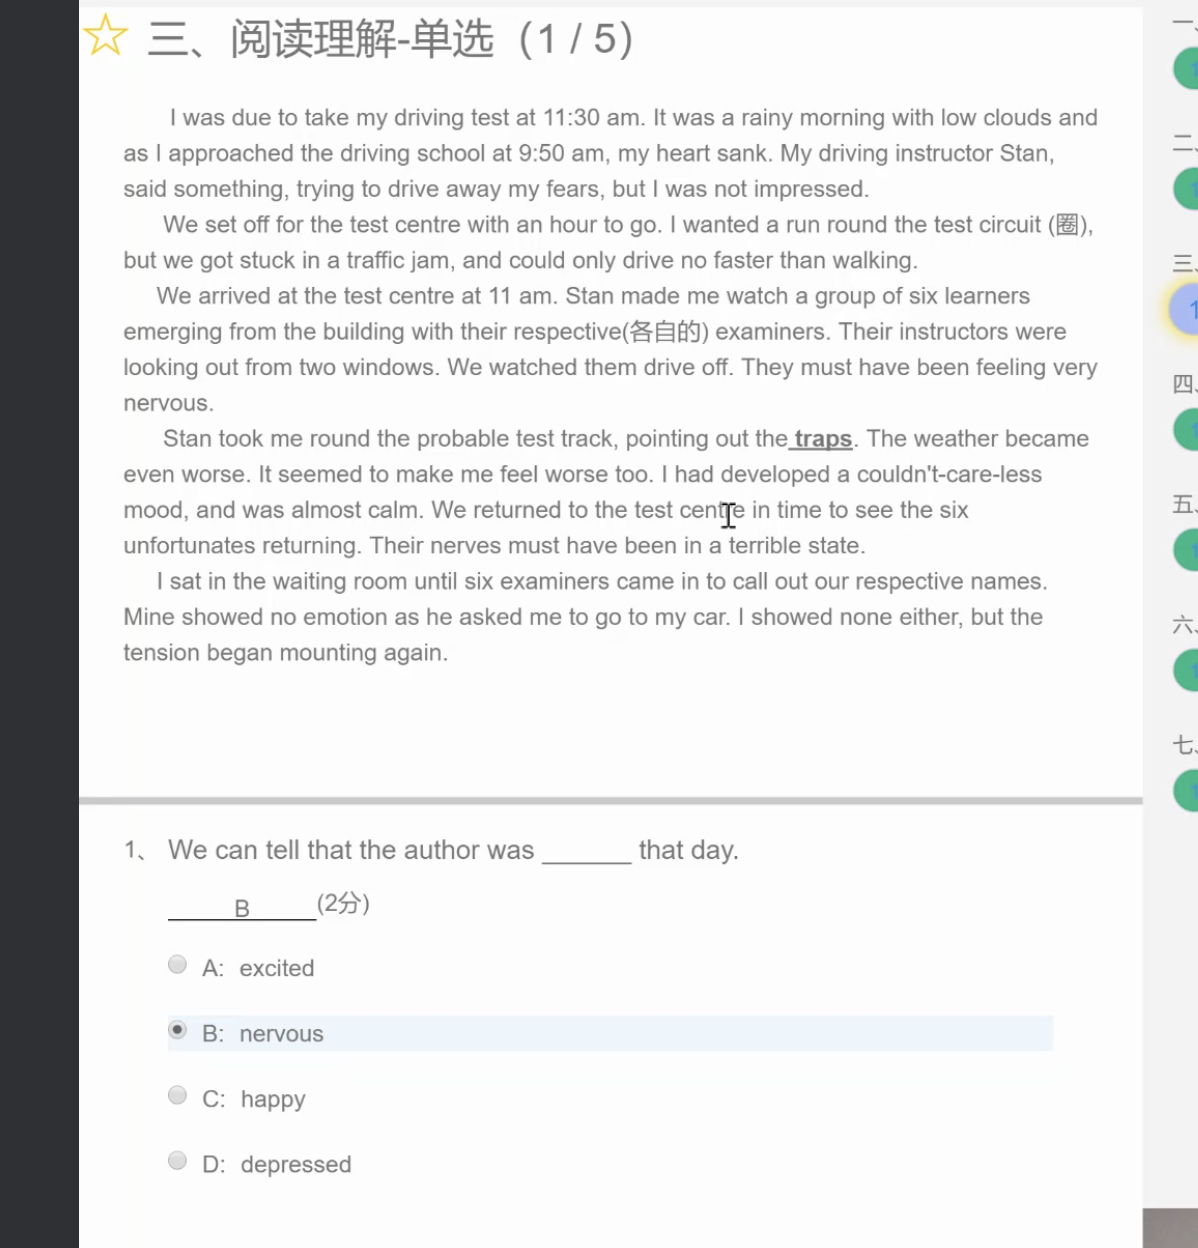 三、阅读理解-单选（1 / 5）
I was due to take my driving test at 11:30 am. It was a rainy morning with low clouds and
as I approached the driving school at 9:50 am, my heart sank. My driving instructor Stan,
said something, trying to drive away my fears, but I was not impressed.
We set off for the test centre with an hour to go. I wanted a run round the test circuit (圈),
but we got stuck in a traffic jam, and could only drive no faster than walking.
We arrived at the test centre at 11 am. Stan made me watch a group of six learners
emerging from the building with their respective(各自的) examiners. Their instructors were
looking out from two windows. We watched them drive off. They must have been feeling very
nervous.
Stan took me round the probable test track, pointing out the traps. The weather became
even worse. It seemed to make me feel worse too. I had developed a couldn't-care-less
mood, and was almost calm. We returned to the test centre in time to see the six
unfortunates returning. Their nerves must have been in a terrible state.
I sat in the waiting room until six examiners came in to call out our respective names.
Mine showed no emotion as he asked me to go to my car. I showed none either, but the
tension began mounting again.
1、 We can tell that the author was _______ that day.
B (2分)
A: excited
B: nervous
C: happy
D: depressed
一、
二、
三、
1
四、
五、
六、
七、